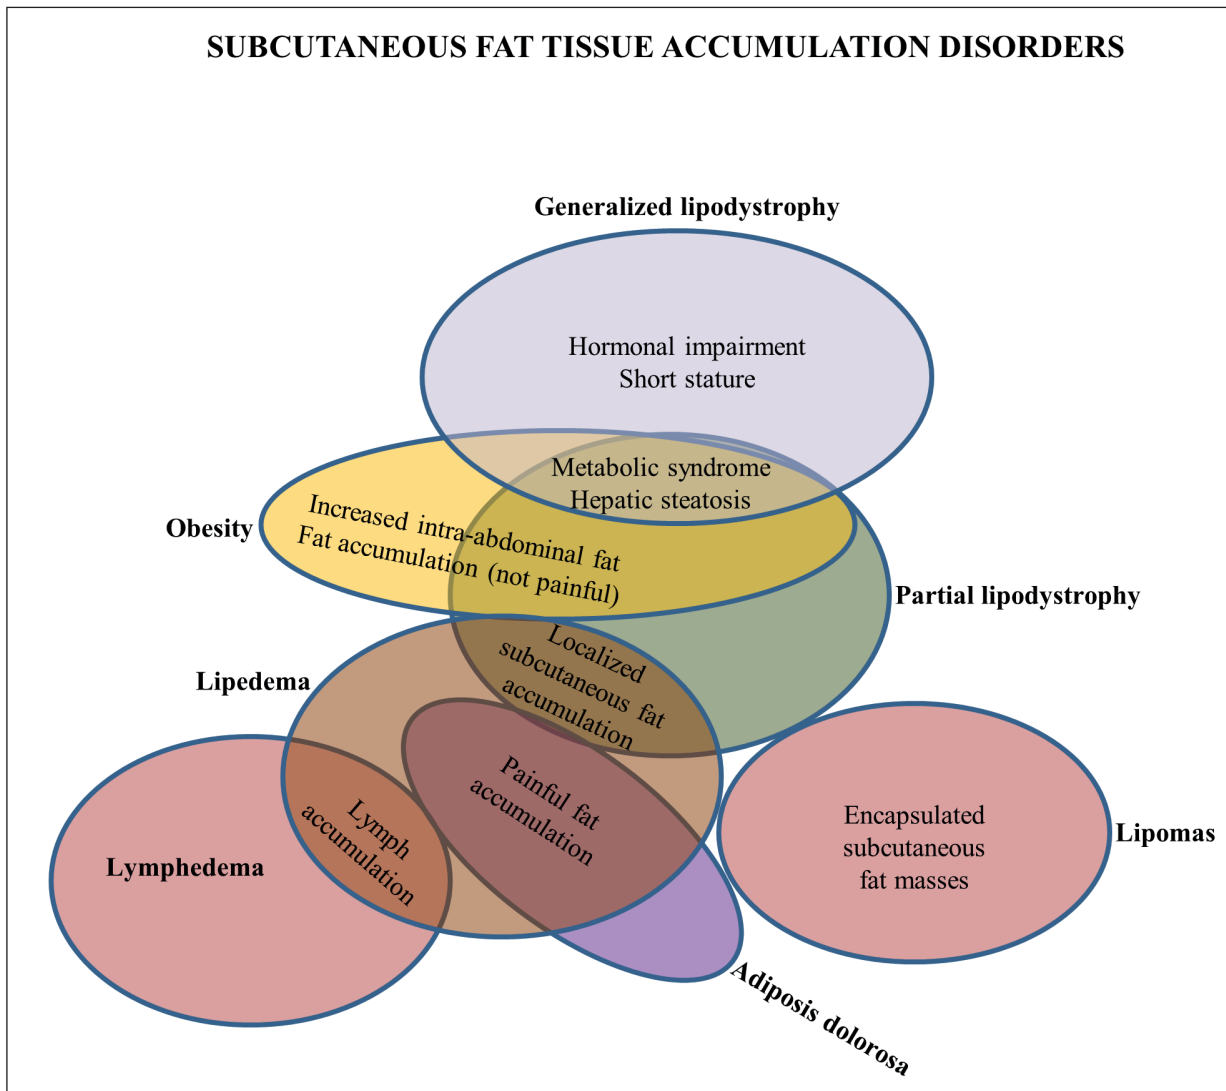 SUBCUTANEOUS FAT TISSUE ACCUMULATION DISORDERS
Generalized lipodystrophy
Hormonal impairment
Short stature
Metabolic syndrome
Hepatic steatosis
Obesity
Increased intra-abdominal fat
Fat accumulation (not painful)
Partial lipodystrophy
Lipedema
Localized
subcutaneous fat
accumulation
Painful fat
accumulation
Lymph
accumulation
Lymphedema
Encapsulated
subcutaneous
fat masses
Lipomas
Adiposis dolorosa